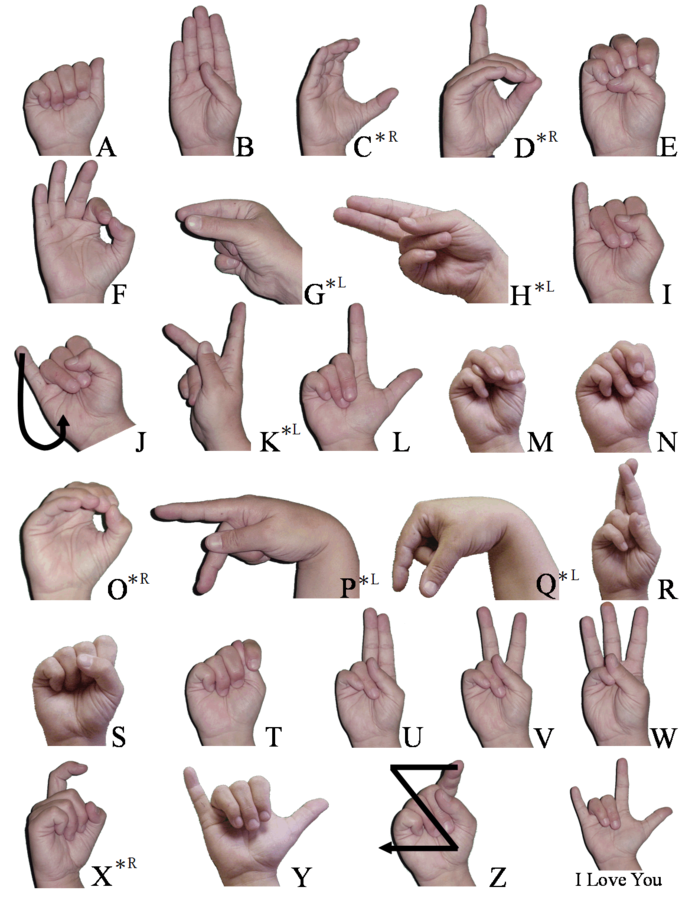 A B C*R D*R E
F G*L H*L I
J K*L L M N
O*R P*L Q*L R
S T U V W
X*R Y Z I Love You